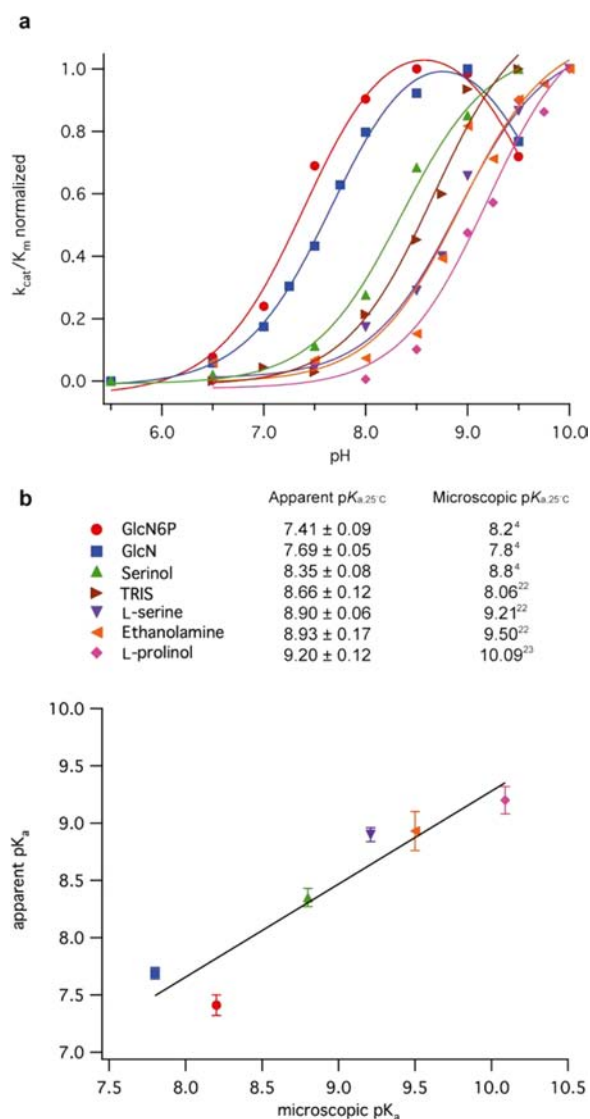 a
k_cat/K_m normalized
1.0
0.8
0.6
0.4
0.2
0.0
6.0 7.0 8.0 9.0 10.0
pH
b
Apparent pKa,25°C Microscopic pKa,25°C
GlcN6P 7.41 ± 0.09 8.2⁴
GlcN 7.69 ± 0.05 7.8⁴
Serinol 8.35 ± 0.08 8.8⁴
TRIS 8.66 ± 0.12 8.06²²
L-serine 8.90 ± 0.06 9.21²²
Ethanolamine 8.93 ± 0.17 9.50²²
L-prolinol 9.20 ± 0.12 10.09²³
apparent pKa
10.0
9.5
9.0
8.5
8.0
7.5
7.0
7.5 8.0 8.5 9.0 9.5 10.0 10.5
microscopic pKa